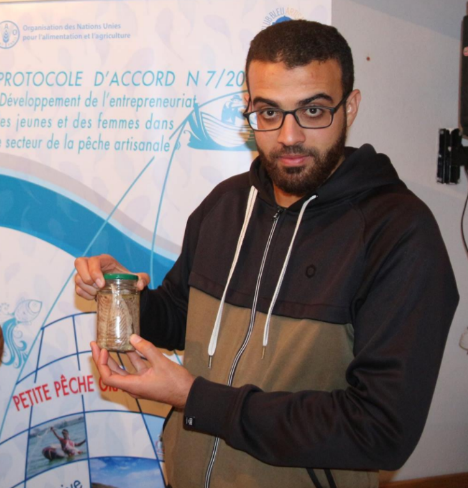 Organisation des Nations Unies
pour l'alimentation et l'agriculture
PROTOCOLE D'ACCORD N 7/20
Développement de l'entrepreneuriat
es jeunes et des femmes dans
secteur de la pêche artisanale
PETITE PÊCHE